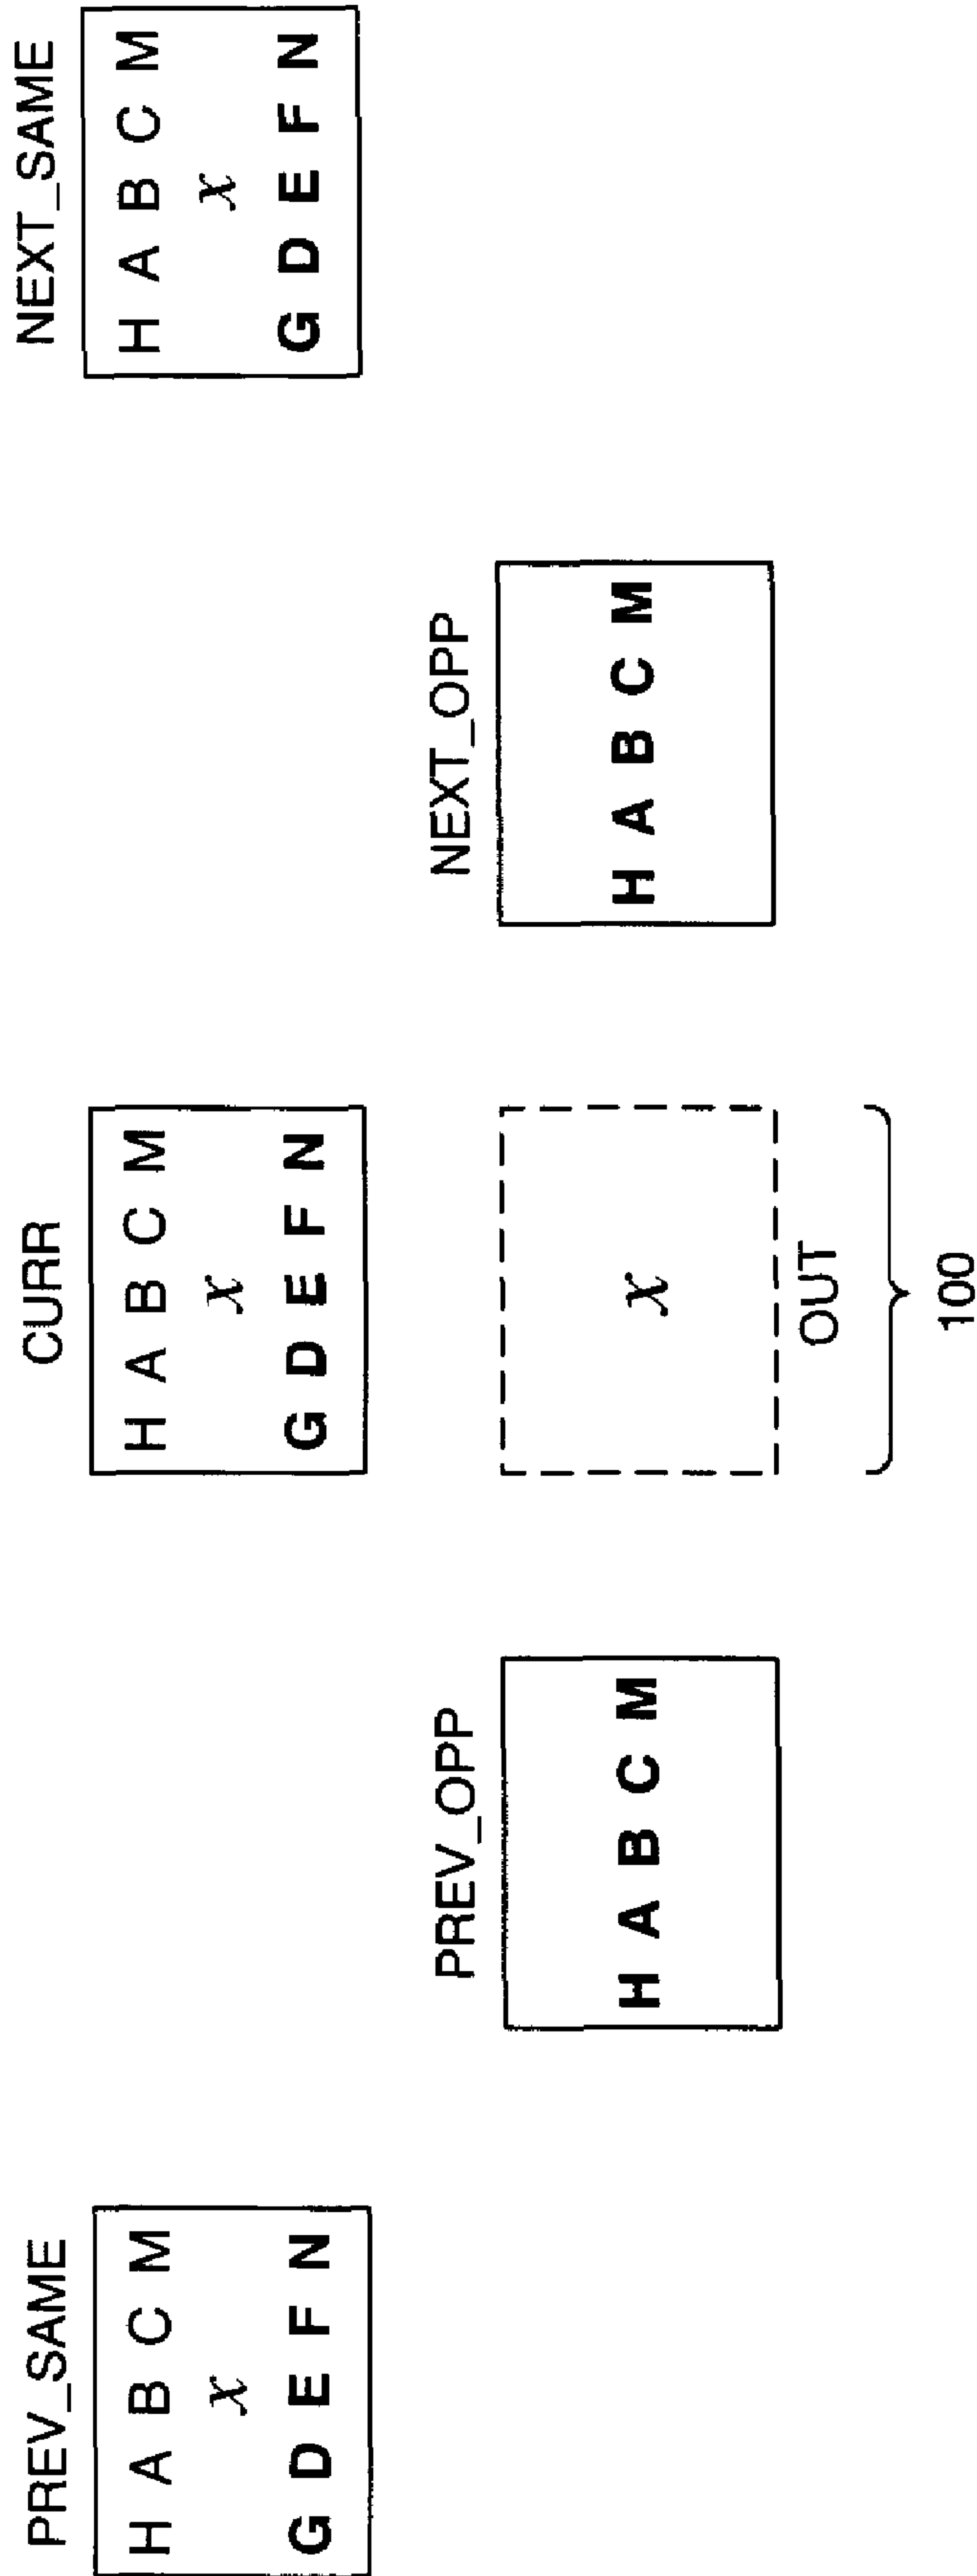 PREV_SAME
H A B C M
x
G D E F N
PREV_OPP
H A B C M
CURR
H A B C M
x
G D E F N
x
OUT
100
NEXT_OPP
H A B C M
NEXT_SAME
H A B C M
x
G D E F N